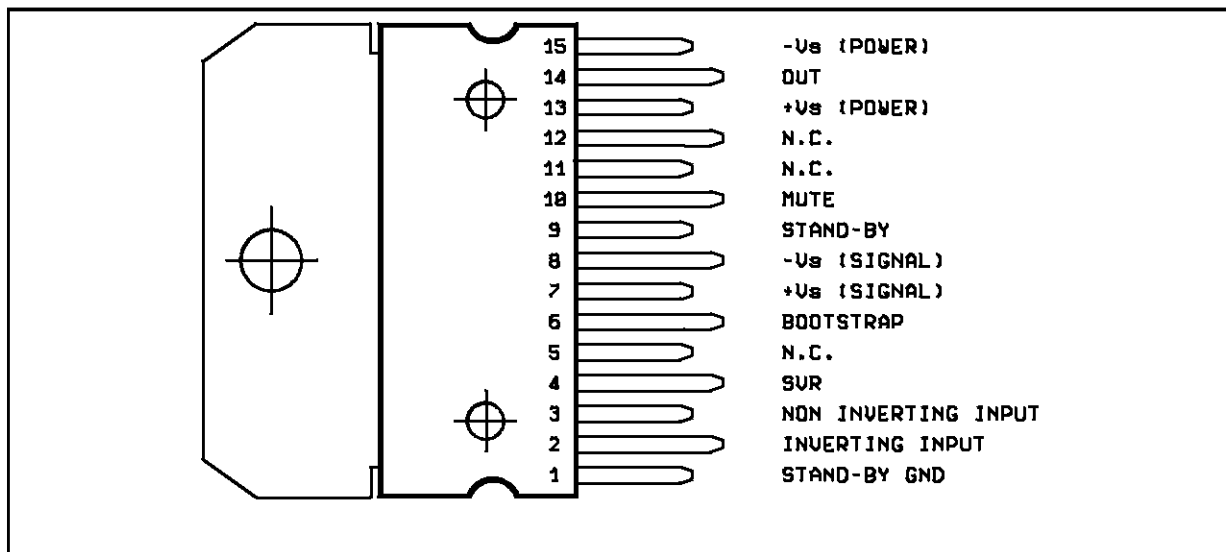 15 -Vs (POWER)
14 OUT
13 +Vs (POWER)
12 N.C.
11 N.C.
10 MUTE
9 STAND-BY
8 -Vs (SIGNAL)
7 +Vs (SIGNAL)
6 BOOTSTRAP
5 N.C.
4 SVR
3 NON INVERTING INPUT
2 INVERTING INPUT
1 STAND-BY GND